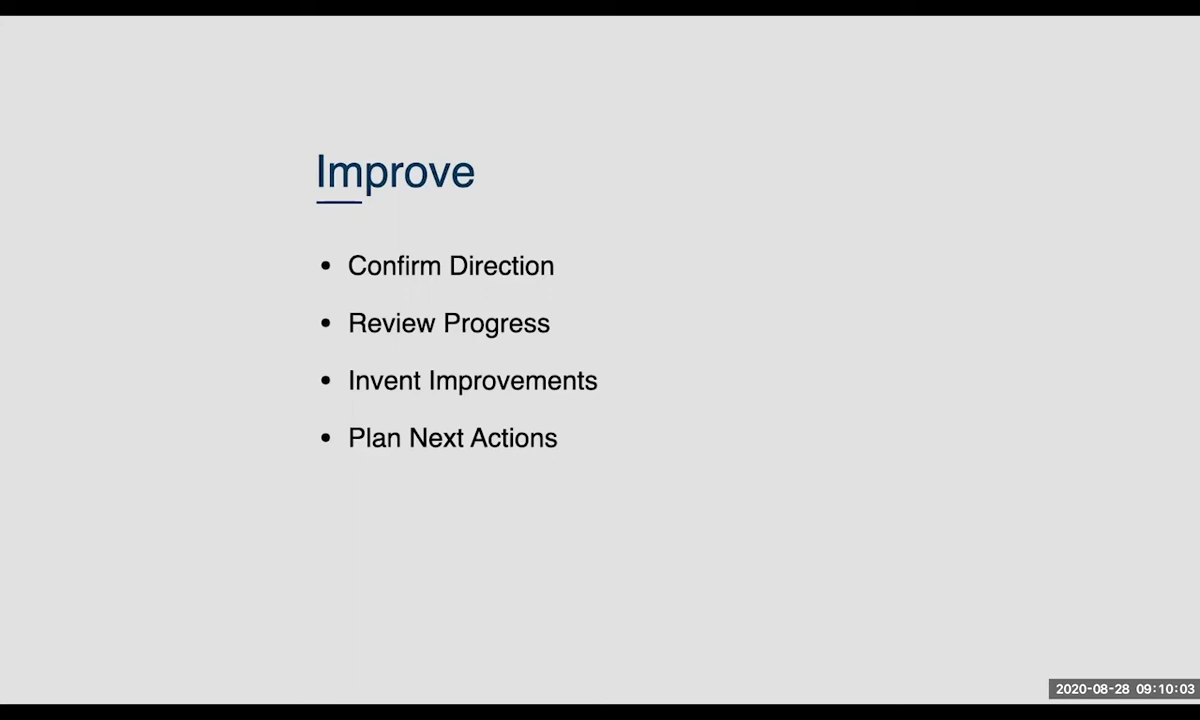 Improve
• Confirm Direction
• Review Progress
• Invent Improvements
• Plan Next Actions
2020-08-28 09:10:03